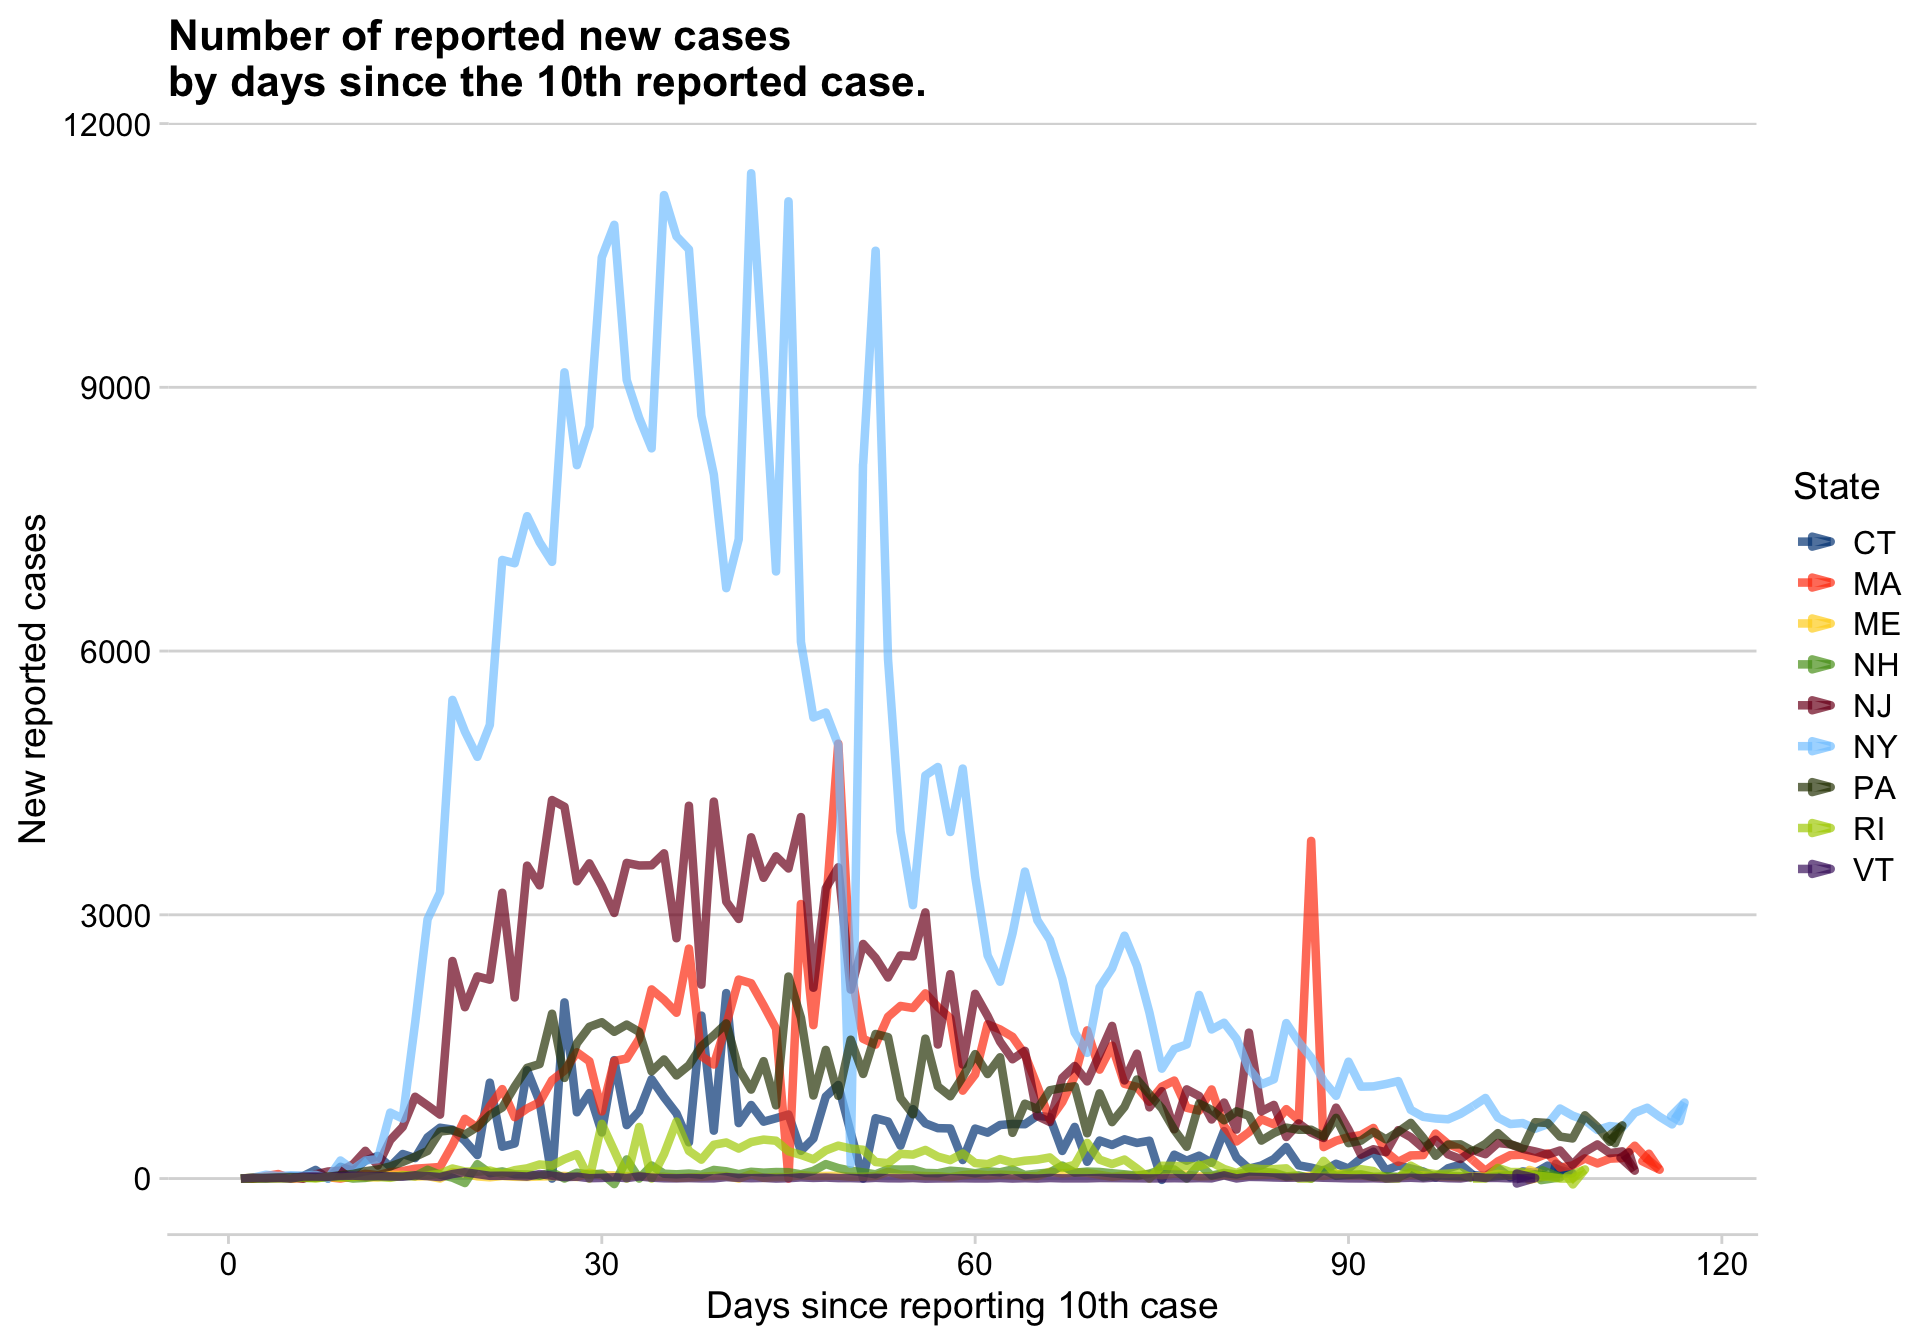 Number of reported new cases
by days since the 10th reported case.
12000
9000
6000
3000
0
New reported cases
0 30 60 90 120
Days since reporting 10th case
State
CT
MA
ME
NH
NJ
NY
PA
RI
VT